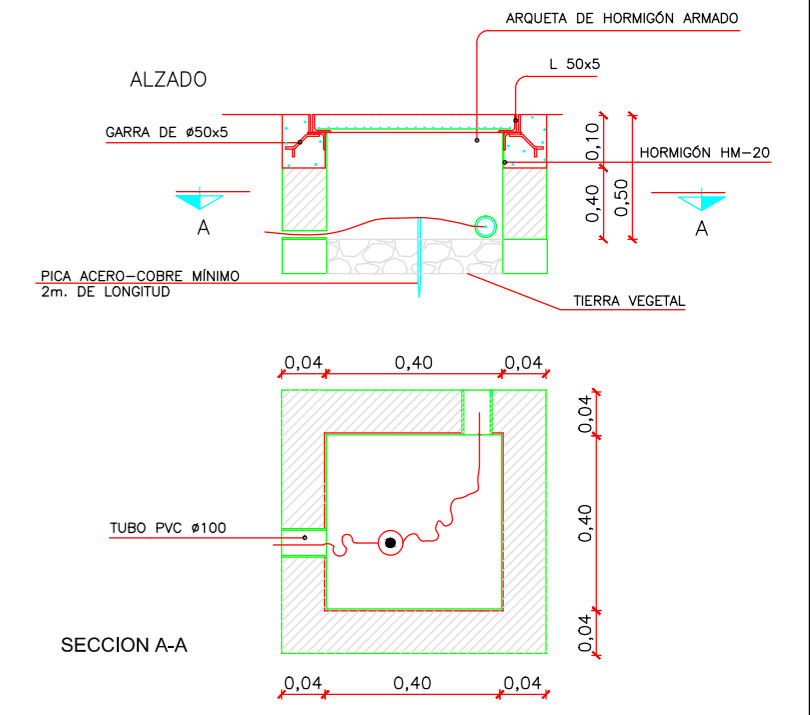 ARQUETA DE HORMIGÓN ARMADO
L 50x5
ALZADO
GARRA DE ø50x5
HORMIGÓN HM-20
0,10
0,40
0,50
A
A
PICA ACERO-COBRE MÍNIMO
2m. DE LONGITUD
TIERRA VEGETAL
0,04
0,40
0,04
0,04
0,40
0,04
TUBO PVC ø100
SECCION A-A
0,04
0,40
0,04